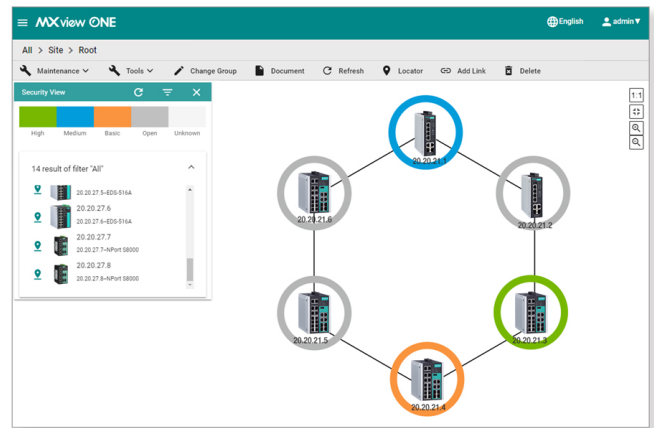 MXview ONE
English
admin
All > Site > Root
Maintenance
Tools
Change Group
Document
Refresh
Locator
Add Link
Delete
Security View
High
Medium
Basic
Open
Unknown
14 result of filter "All"
20.20.27.5-EDS-516A
20.20.27.6
20.20.27.6-EDS-516A
20.20.27.7
20.20.27.7-NPort S8000
20.20.27.8
20.20.27.8-NPort S8000
1:1
20.20.21.1
20.20.21.6
20.20.21.2
20.20.21.5
20.20.21.3
20.20.21.4